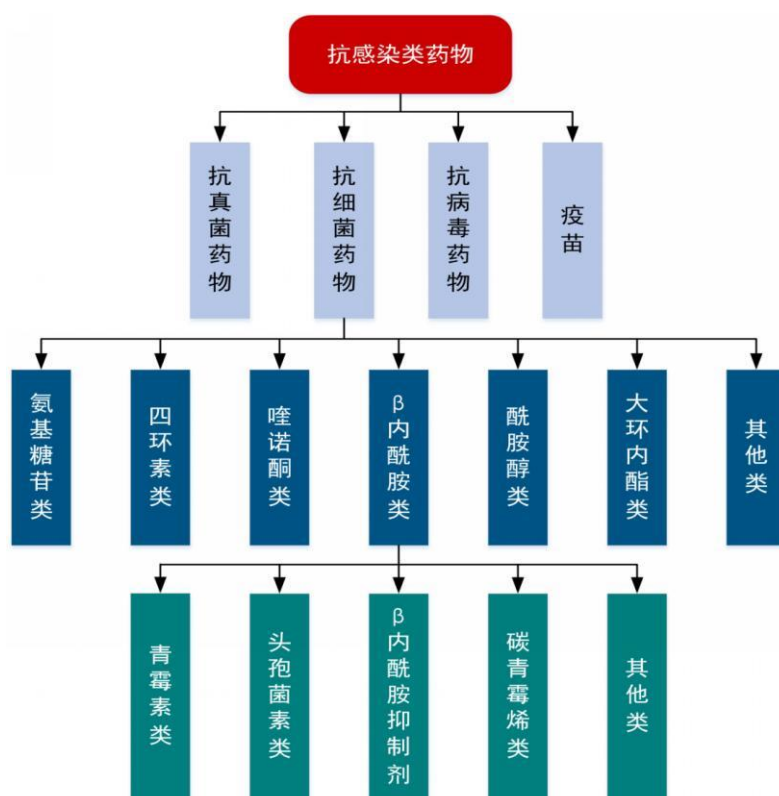 抗感染类药物
抗真菌药物
抗细菌药物
抗病毒药物
疫苗
氨基糖苷类
四环素类
喹诺酮类
β内酰胺类
酰胺醇类
大环内酯类
其他类
青霉素类
头孢菌素类
β内酰胺抑制剂
碳青霉烯类
其他类